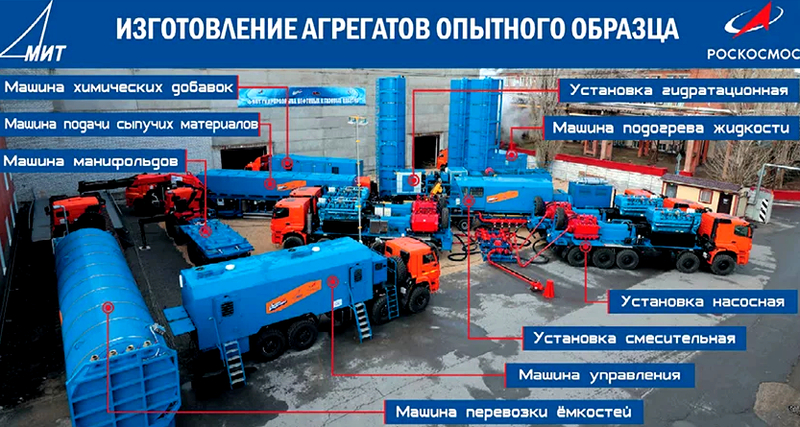 МИТ
ИЗГОТОВЛЕНИЕ АГРЕГАТОВ ОПЫТНОГО ОБРАЗЦА
РОСКОСМОС
Машина химических добавок
Машина подачи сыпучих материалов
Машина манифольдов
Установка гидратационная
Машина подогрева жидкости
Установка насосная
Установка смесительная
Машина управления
Машина перевозки ёмкостей